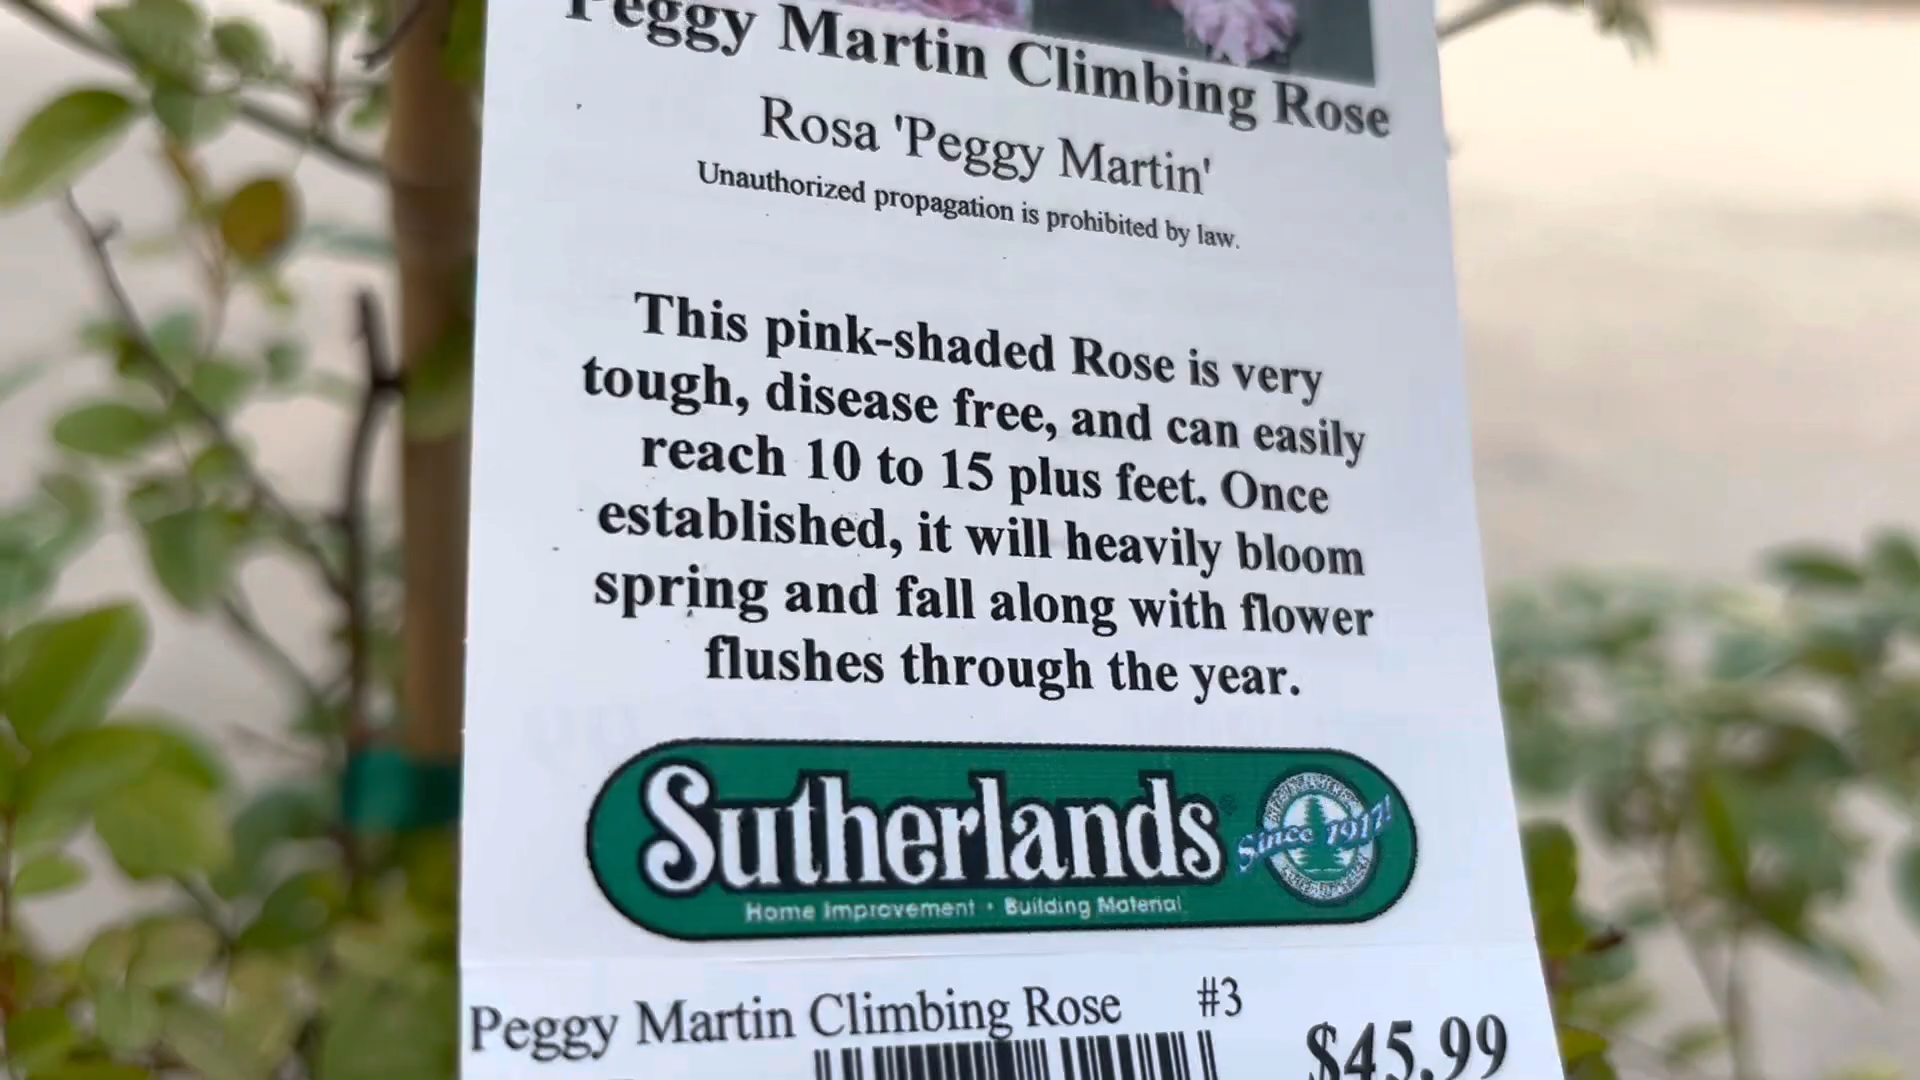 Peggy Martin Climbing Rose
Rosa 'Peggy Martin'
Unauthorized propagation is prohibited by law.
This pink-shaded Rose is very
tough, disease free, and can easily
reach 10 to 15 plus feet. Once
established, it will heavily bloom
spring and fall along with flower
flushes through the year.
Sutherlands
Since 1917!
Home Improvement • Building Material
Peggy Martin Climbing Rose #3
$45.99